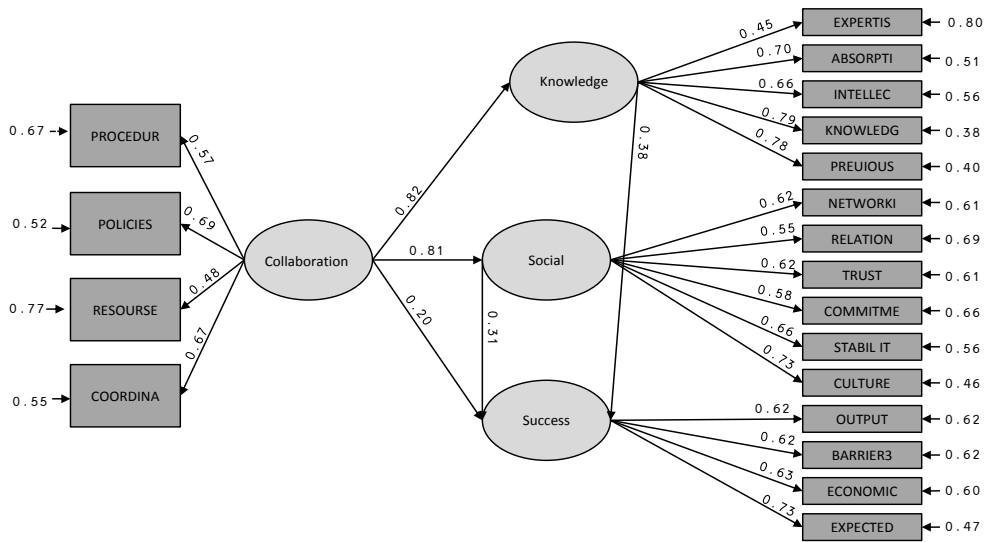 0.67
PROCEDUR
0.57
0.52
POLICIES
0.69
0.77
RESOURSE
0.48
0.55
COORDINA
0.67
Collaboration
0.82
0.81
0.20
Knowledge
Social
Success
0.38
0.31
0.45
EXPERTIS
0.80
0.70
ABSORPTI
0.51
0.66
INTELLEC
0.56
0.79
KNOWLEDG
0.38
0.78
PREUIOUS
0.40
0.62
NETWORKI
0.61
0.55
RELATION
0.69
0.62
TRUST
0.61
0.58
COMMITME
0.66
0.66
STABIL IT
0.56
0.73
CULTURE
0.46
0.62
OUTPUT
0.62
0.62
BARRIER3
0.62
0.63
ECONOMIC
0.60
0.73
EXPECTED
0.47